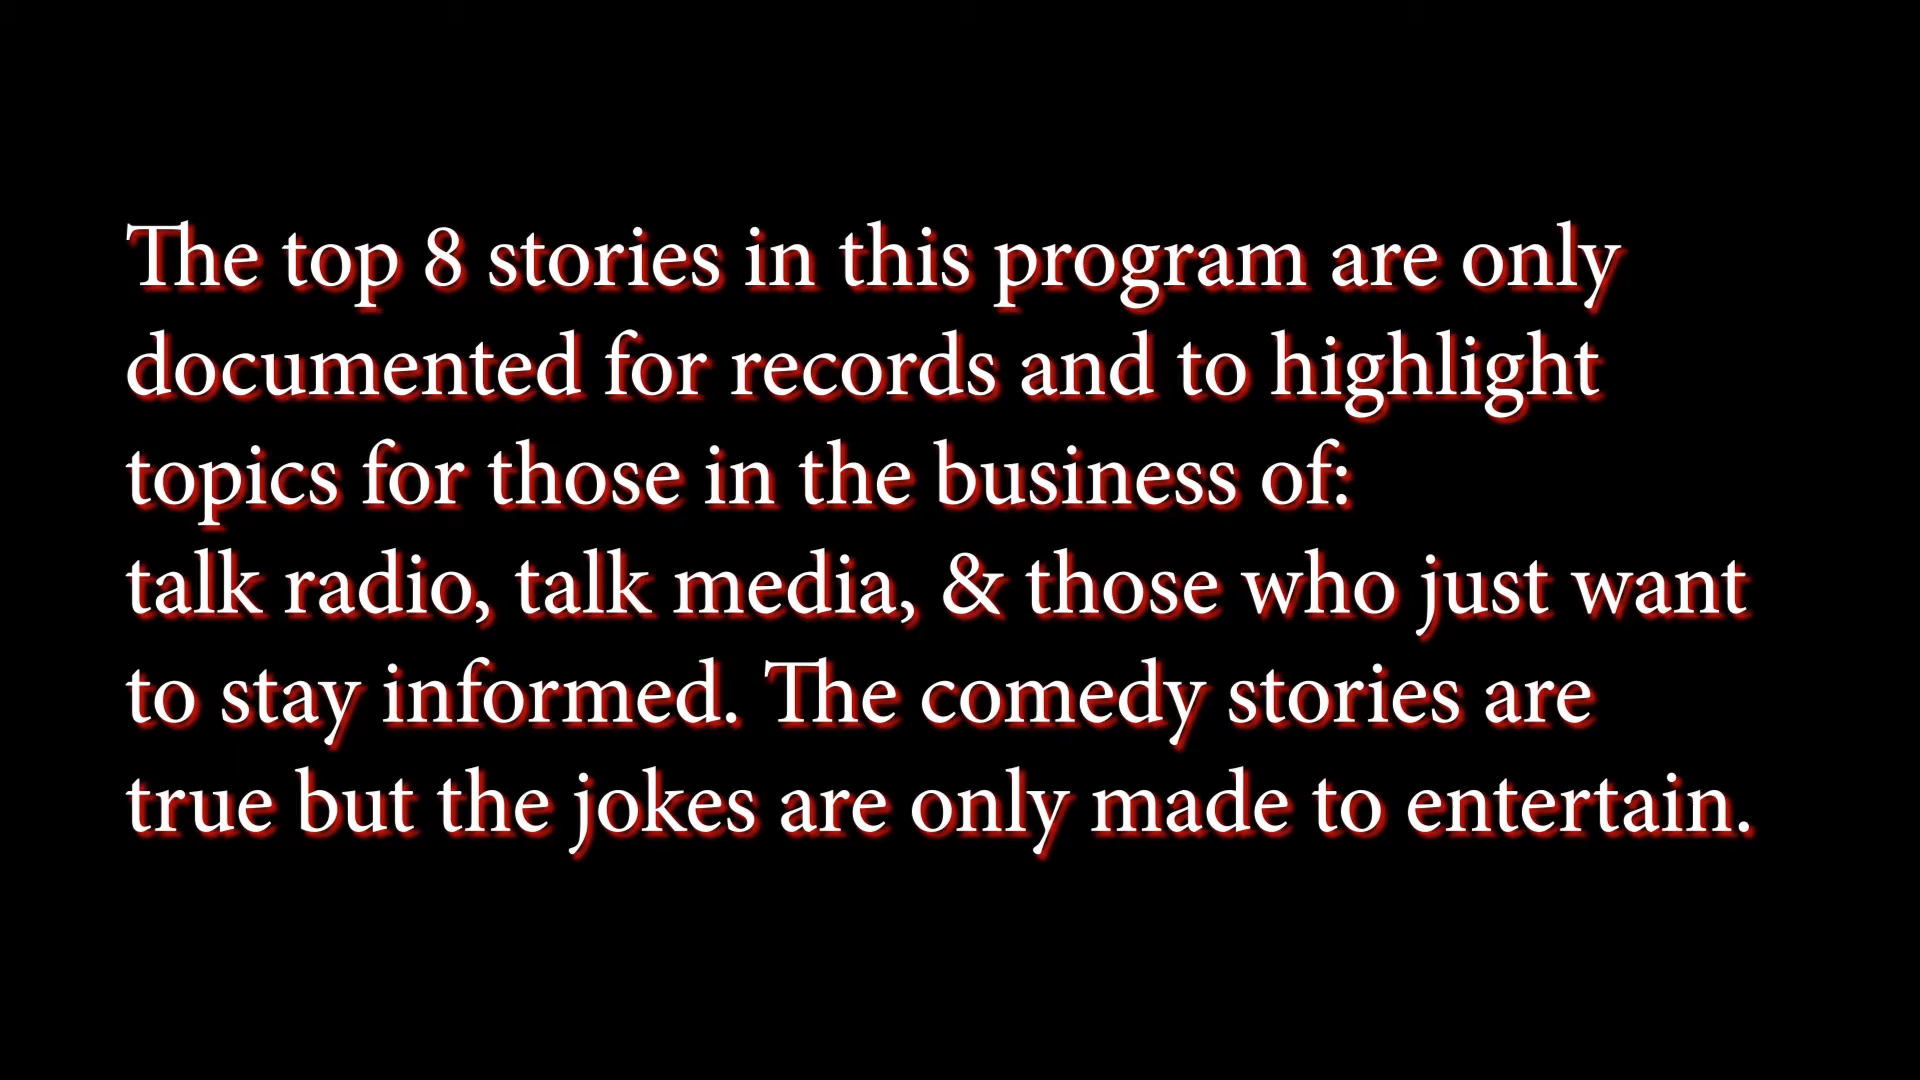 The top 8 stories in this program are only
documented for records and to highlight
topics for those in the business of:
talk radio, talk media, & those who just want
to stay informed. The comedy stories are
true but the jokes are only made to entertain.